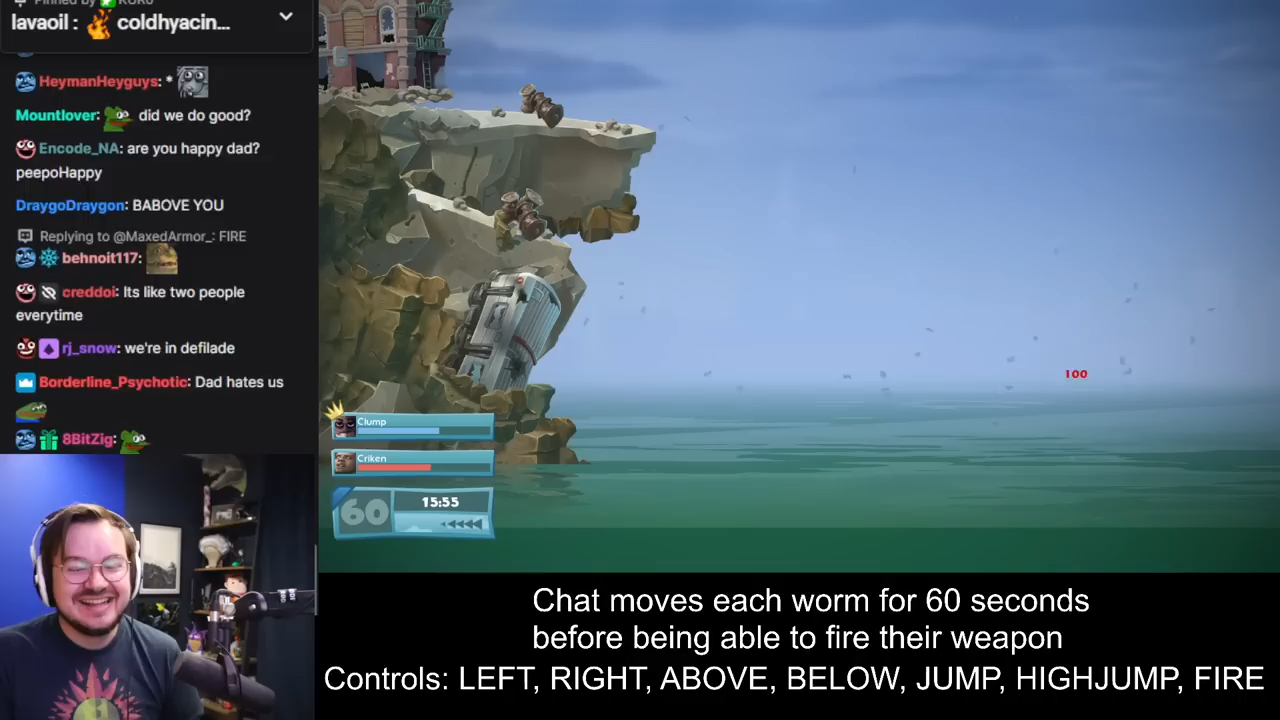 Pinned by KORO
lavaoil : coldhyacin...
HeymanHeyguys: *
Mountlover: did we do good?
Encode_NA: are you happy dad?
peepoHappy
DraygoDraygon: BABOVE YOU
Replying to @MaxedArmor_: FIRE
behnoit117:
creddoi: Its like two people
everytime
rj_snow: we're in defilade
Borderline_Psychotic: Dad hates us
8BitZig:
100
Clump
Criken
60 15:55
Chat moves each worm for 60 seconds
before being able to fire their weapon
Controls: LEFT, RIGHT, ABOVE, BELOW, JUMP, HIGHJUMP, FIRE